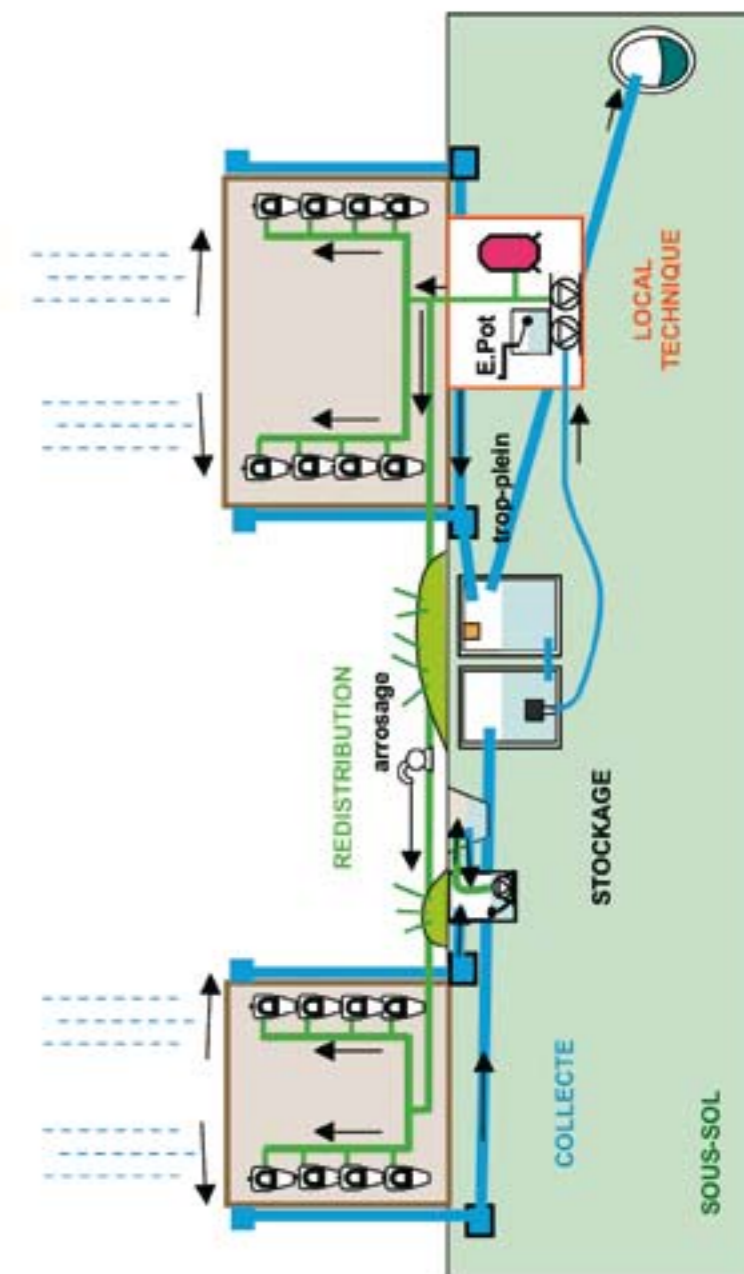 REDISTRIBUTION
arrosage
E.Pot
trop-plein
LOCAL
TECHNIQUE
STOCKAGE
COLLECTE
SOUS-SOL